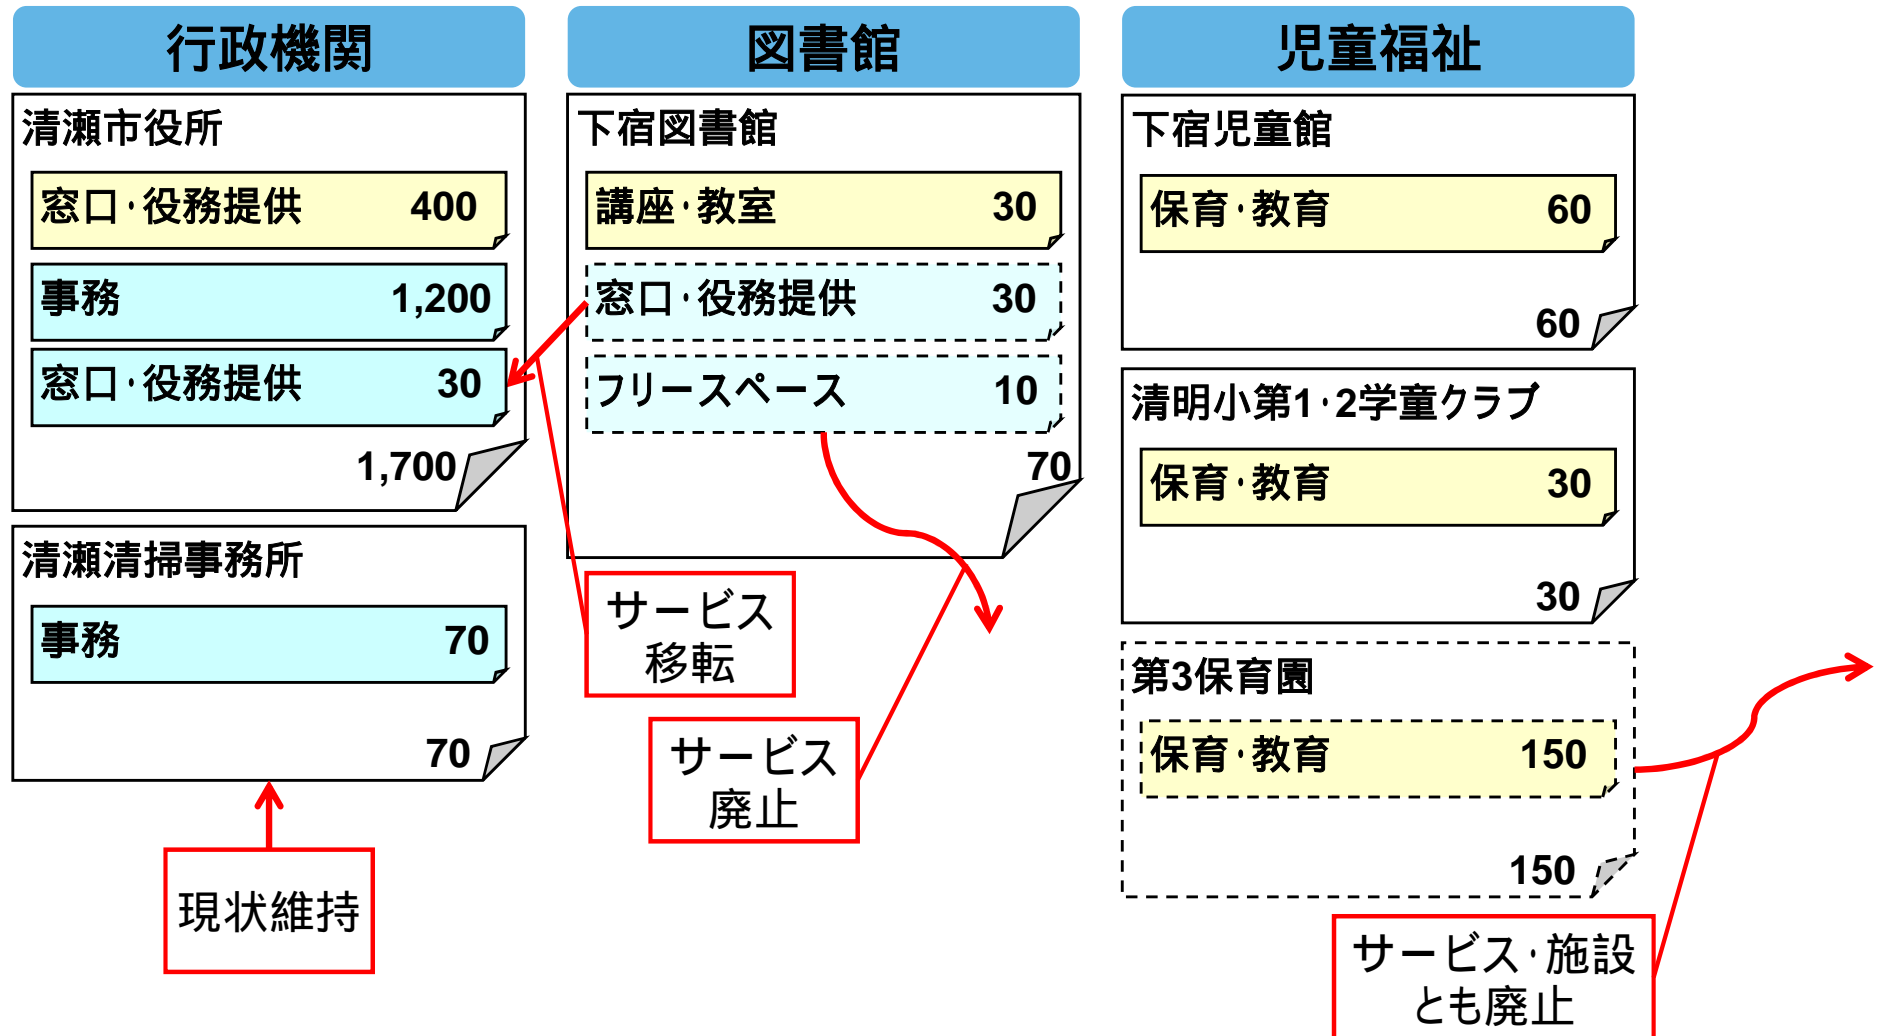 行政機関
清瀬市役所
窓口・役務提供 400
事務 1,200
窓口・役務提供 30
1,700
清瀬清掃事務所
事務 70
70
現状維持
図書館
下宿図書館
講座・教室 30
窓口・役務提供 30
フリースペース 10
70
サービス
移転
サービス
廃止
児童福祉
下宿児童館
保育・教育 60
60
清明小第1・2学童クラブ
保育・教育 30
30
第3保育園
保育・教育 150
150
サービス・施設
とも廃止